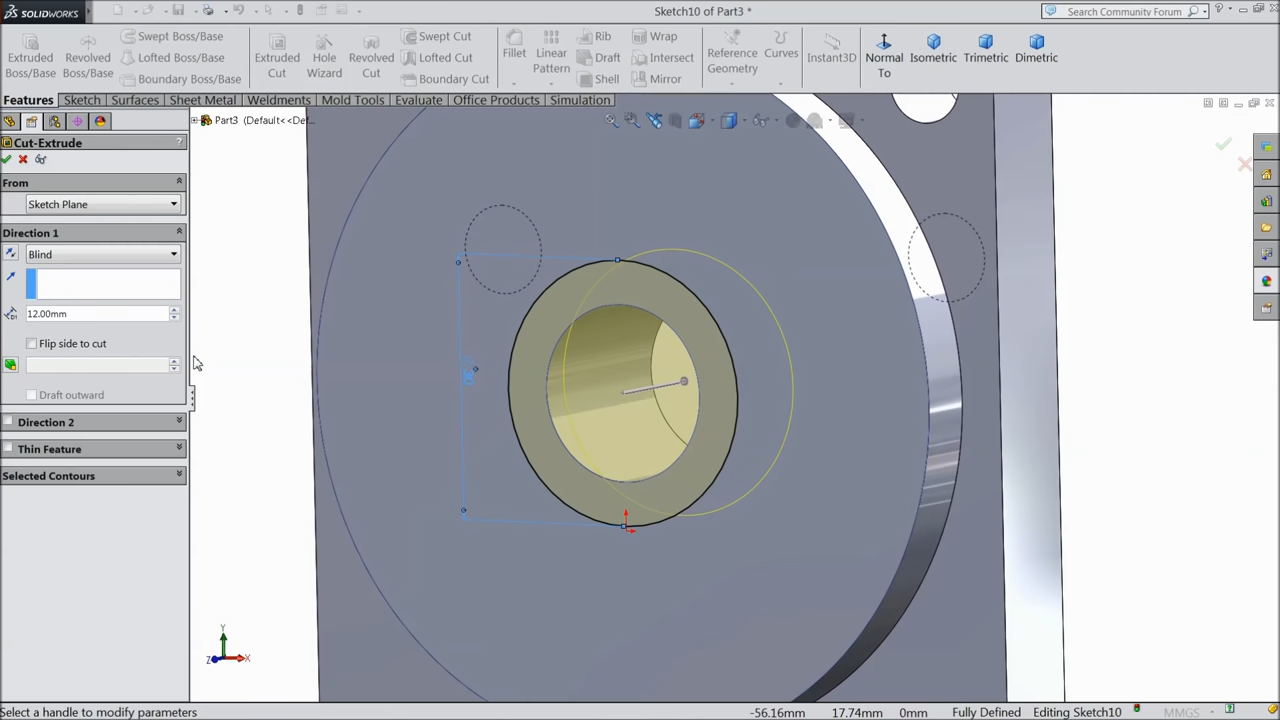 SOLIDWORKS
Sketch10 of Part3 *
Search Community Forum
Extruded Boss/Base
Revolved Boss/Base
Swept Boss/Base
Lofted Boss/Base
Boundary Boss/Base
Extruded Cut
Hole Wizard
Revolved Cut
Swept Cut
Lofted Cut
Boundary Cut
Fillet
Linear Pattern
Rib
Draft
Shell
Wrap
Intersect
Mirror
Reference Geometry
Curves
Instant3D
Normal To
Isometric
Trimetric
Dimetric
Features Sketch Surfaces Sheet Metal Weldments Mold Tools Evaluate Office Products Simulation
Part3 (Default<<Def...
Cut-Extrude
?
From
Sketch Plane
Direction 1
Blind
12.00mm
Flip side to cut
Draft outward
Direction 2
Thin Feature
Selected Contours
Y
Z X
Select a handle to modify parameters
-56.16mm 17.74mm 0mm Fully Defined Editing Sketch10 MMGS